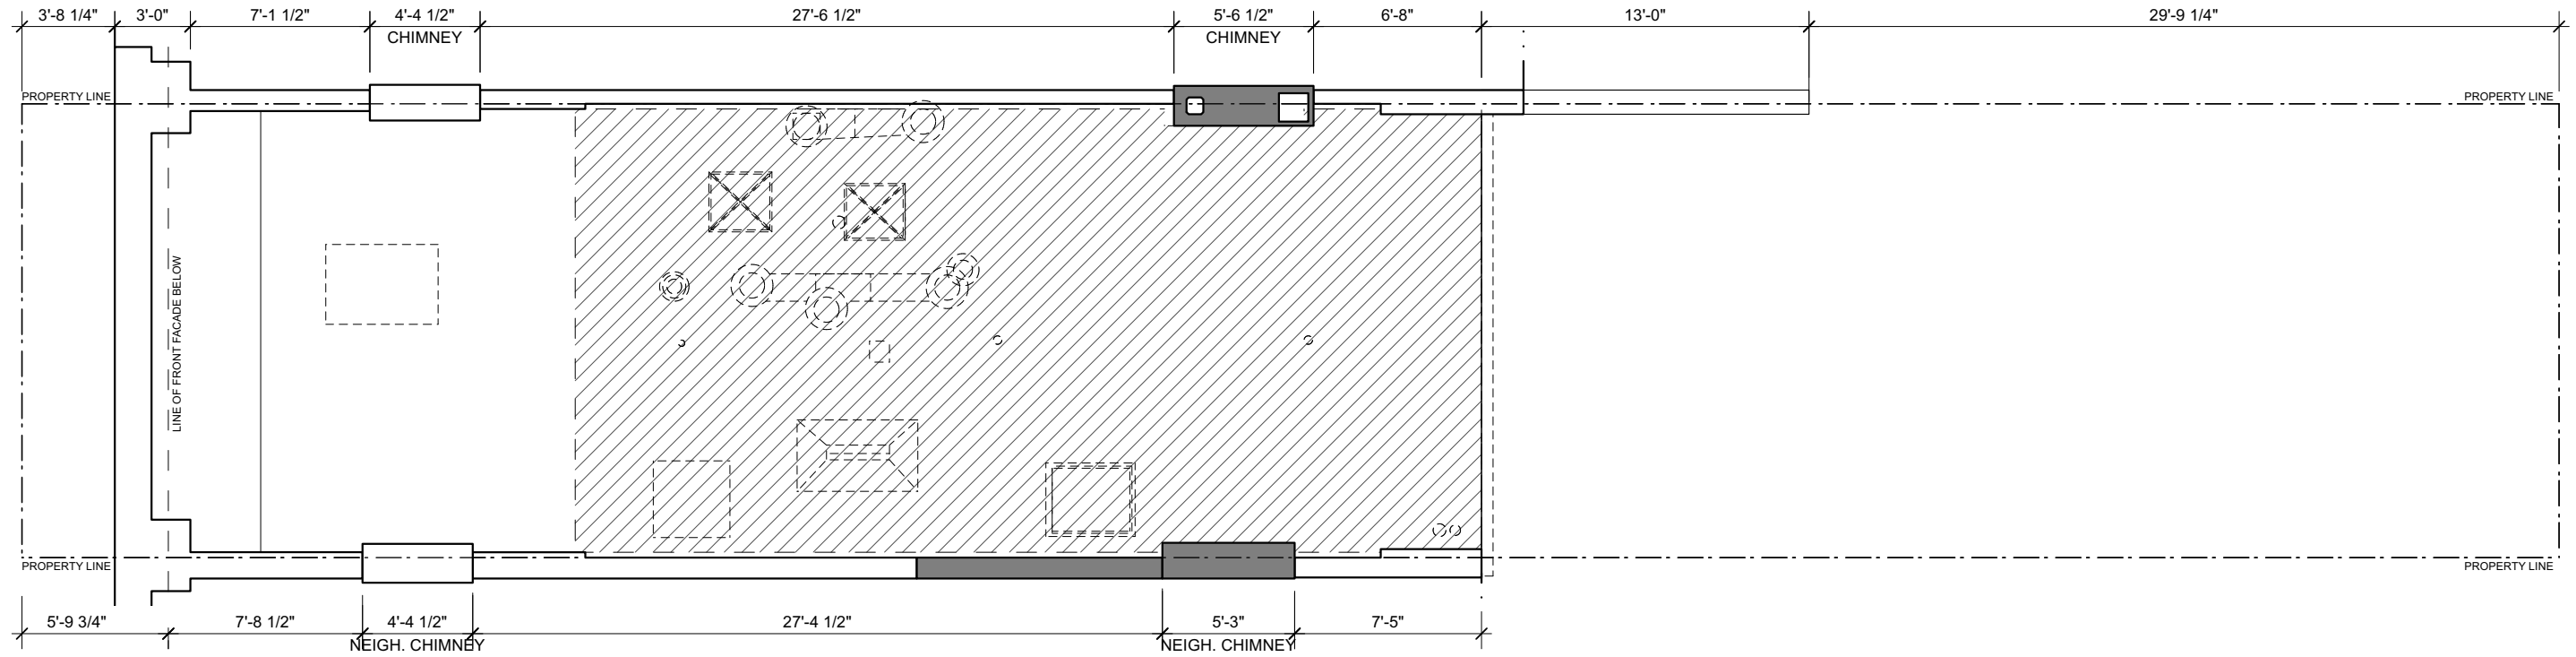 3'-8 1/4" 3'-0" 7'-1 1/2" 4'-4 1/2" 27'-6 1/2" 5'-6 1/2" 6'-8" 13'-0" 29'-9 1/4"
CHIMNEY CHIMNEY
PROPERTY LINE PROPERTY LINE
LINE OF FRONT FACADE BELOW
PROPERTY LINE PROPERTY LINE
5'-9 3/4" 7'-8 1/2" 4'-4 1/2" 27'-4 1/2" 5'-3" 7'-5"
NEIGH. CHIMNEY NEIGH. CHIMNEY